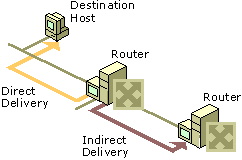 Destination
Host
Router
Router
Direct
Delivery
Indirect
Delivery